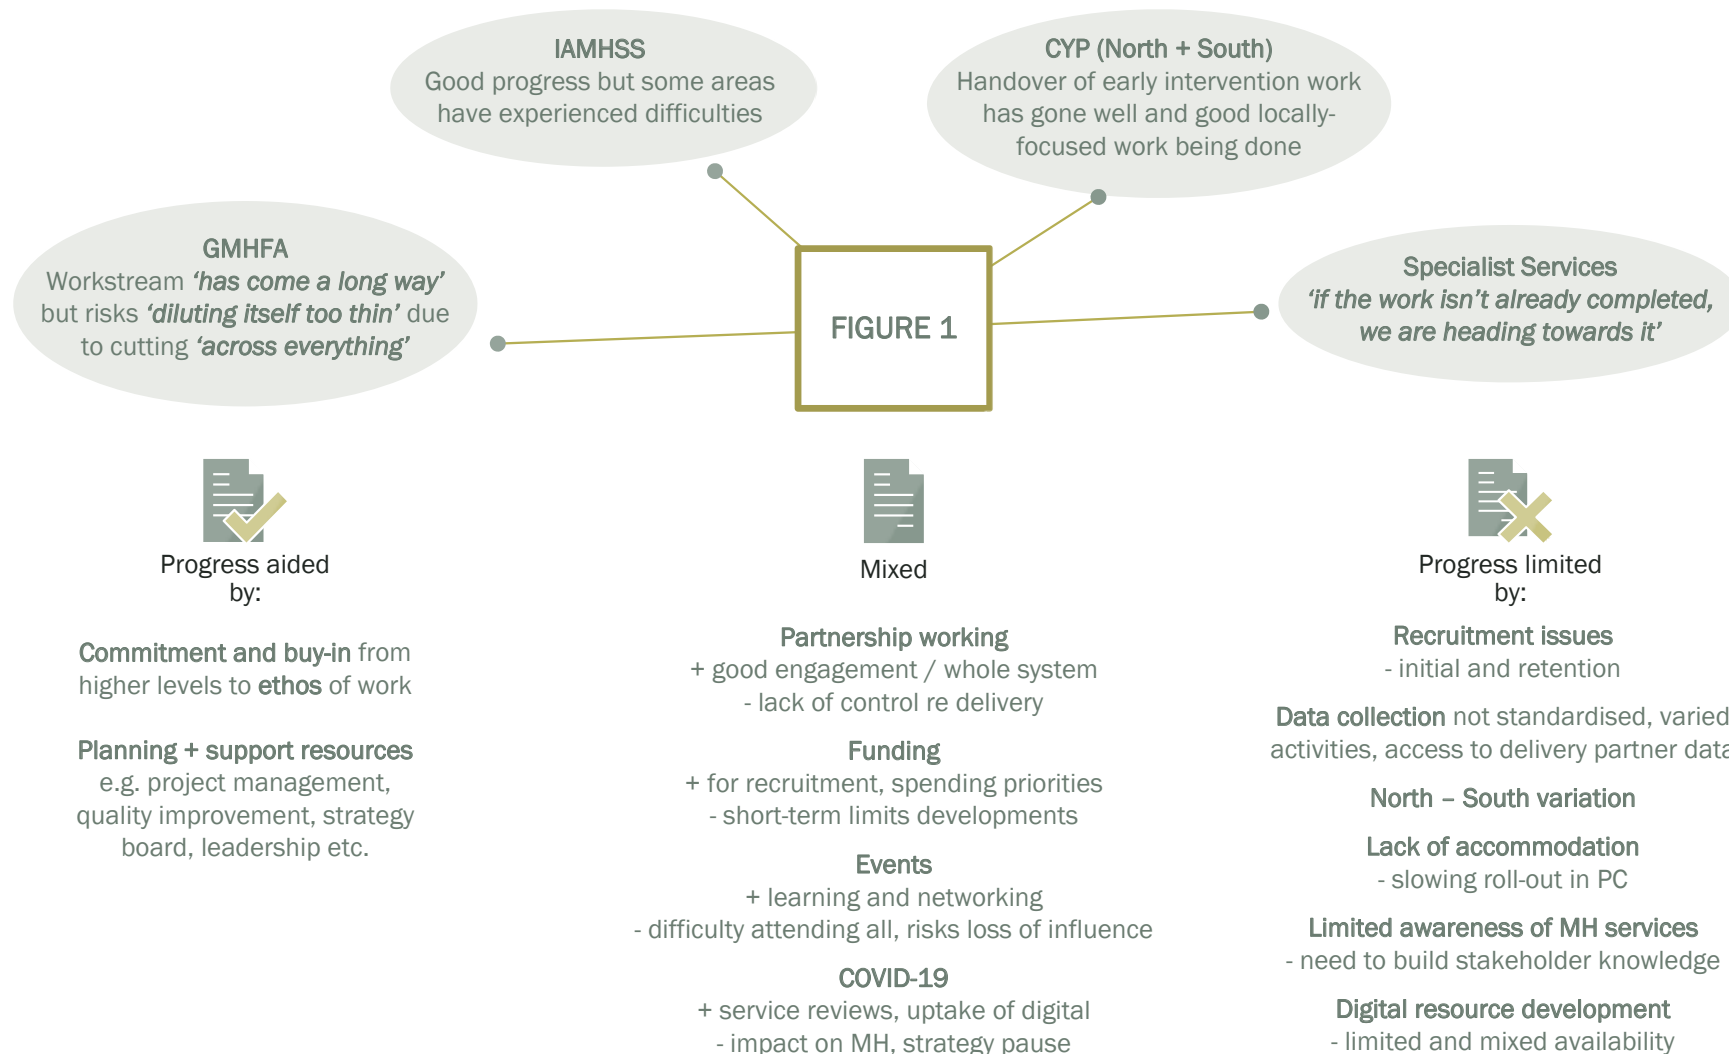 IAMHSS
Good progress but some areas
have experienced difficulties
CYP (North + South)
Handover of early intervention work
has gone well and good locally-
focused work being done
GMHFA
Workstream ‘has come a long way’
but risks ‘diluting itself too thin’ due
to cutting ‘across everything’
FIGURE 1
Specialist Services
‘if the work isn’t already completed,
we are heading towards it’
Progress aided
by:
Commitment and buy-in from
higher levels to ethos of work
Planning + support resources
e.g. project management,
quality improvement, strategy
board, leadership etc.
Mixed
Partnership working
+ good engagement / whole system
- lack of control re delivery
Funding
+ for recruitment, spending priorities
- short-term limits developments
Events
+ learning and networking
- difficulty attending all, risks loss of influence
COVID-19
+ service reviews, uptake of digital
- impact on MH, strategy pause
Progress limited
by:
Recruitment issues
- initial and retention
Data collection not standardised, varied
activities, access to delivery partner data
North – South variation
Lack of accommodation
- slowing roll-out in PC
Limited awareness of MH services
- need to build stakeholder knowledge
Digital resource development
- limited and mixed availability